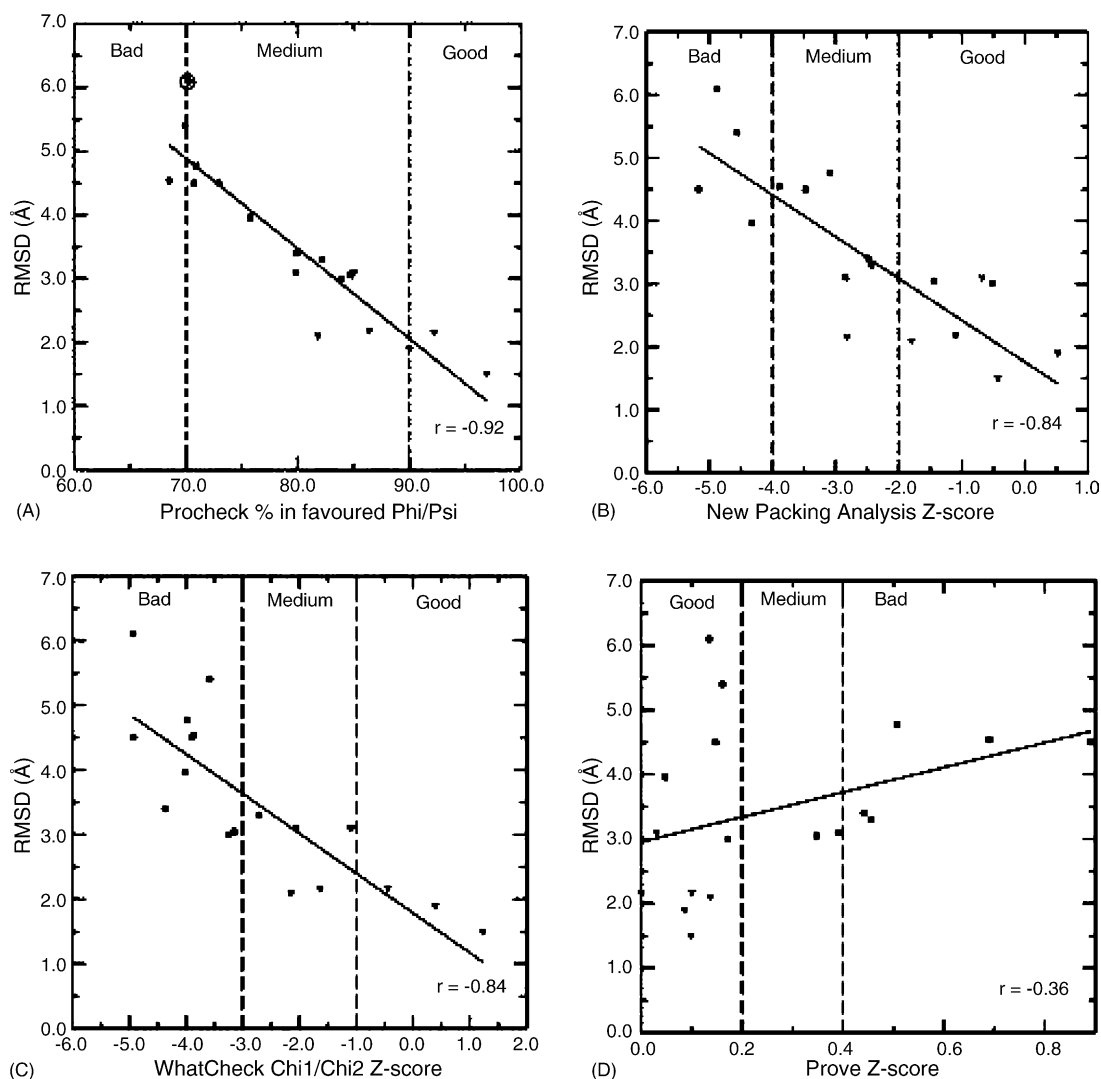 7.0
Bad Medium Good
6.0
5.0
4.0
RMSD (Å)
3.0
2.0
1.0
r = -0.92
0.0
60.0 70.0 80.0 90.0 100.0
(A) Procheck % in favoured Phi/Psi
7.0
Bad Medium Good
6.0
5.0
4.0
RMSD (Å)
3.0
2.0
1.0
r = -0.84
0.0
-6.0 -5.0 -4.0 -3.0 -2.0 -1.0 0.0 1.0
(B) New Packing Analysis Z-score
7.0
Bad Medium Good
6.0
5.0
4.0
RMSD (Å)
3.0
2.0
1.0
r = -0.84
0.0
-6.0 -5.0 -4.0 -3.0 -2.0 -1.0 0.0 1.0 2.0
(C) WhatCheck Chi1/Chi2 Z-score
7.0
Good Medium Bad
6.0
5.0
4.0
RMSD (Å)
3.0
2.0
1.0
r = -0.36
0.0
0.0 0.2 0.4 0.6 0.8
(D) Prove Z-score